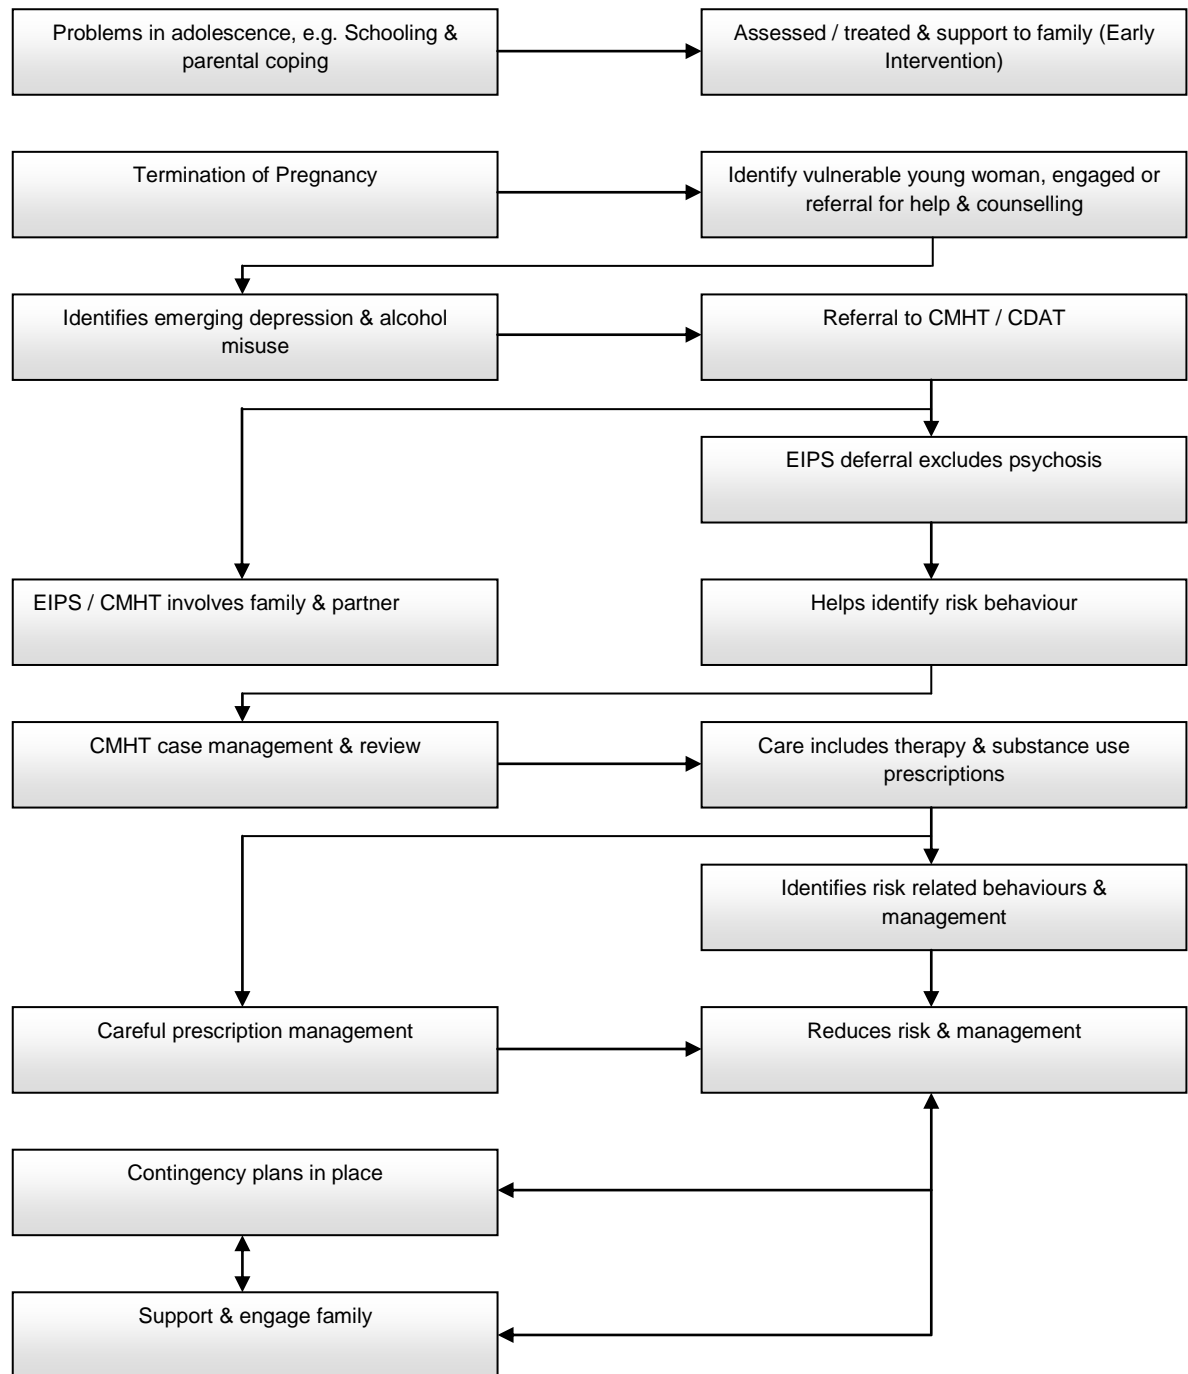 Problems in adolescence, e.g. Schooling &
parental coping
Assessed / treated & support to family (Early
Intervention)
Termination of Pregnancy
Identify vulnerable young woman, engaged or
referral for help & counselling
Identifies emerging depression & alcohol
misuse
Referral to CMHT / CDAT
EIPS deferral excludes psychosis
EIPS / CMHT involves family & partner
Helps identify risk behaviour
CMHT case management & review
Care includes therapy & substance use
prescriptions
Identifies risk related behaviours &
management
Careful prescription management
Reduces risk & management
Contingency plans in place
Support & engage family